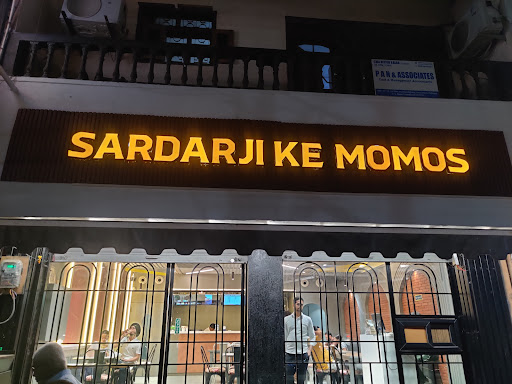 P A R & ASSOCIATES
SARDARJI KE MOMOS